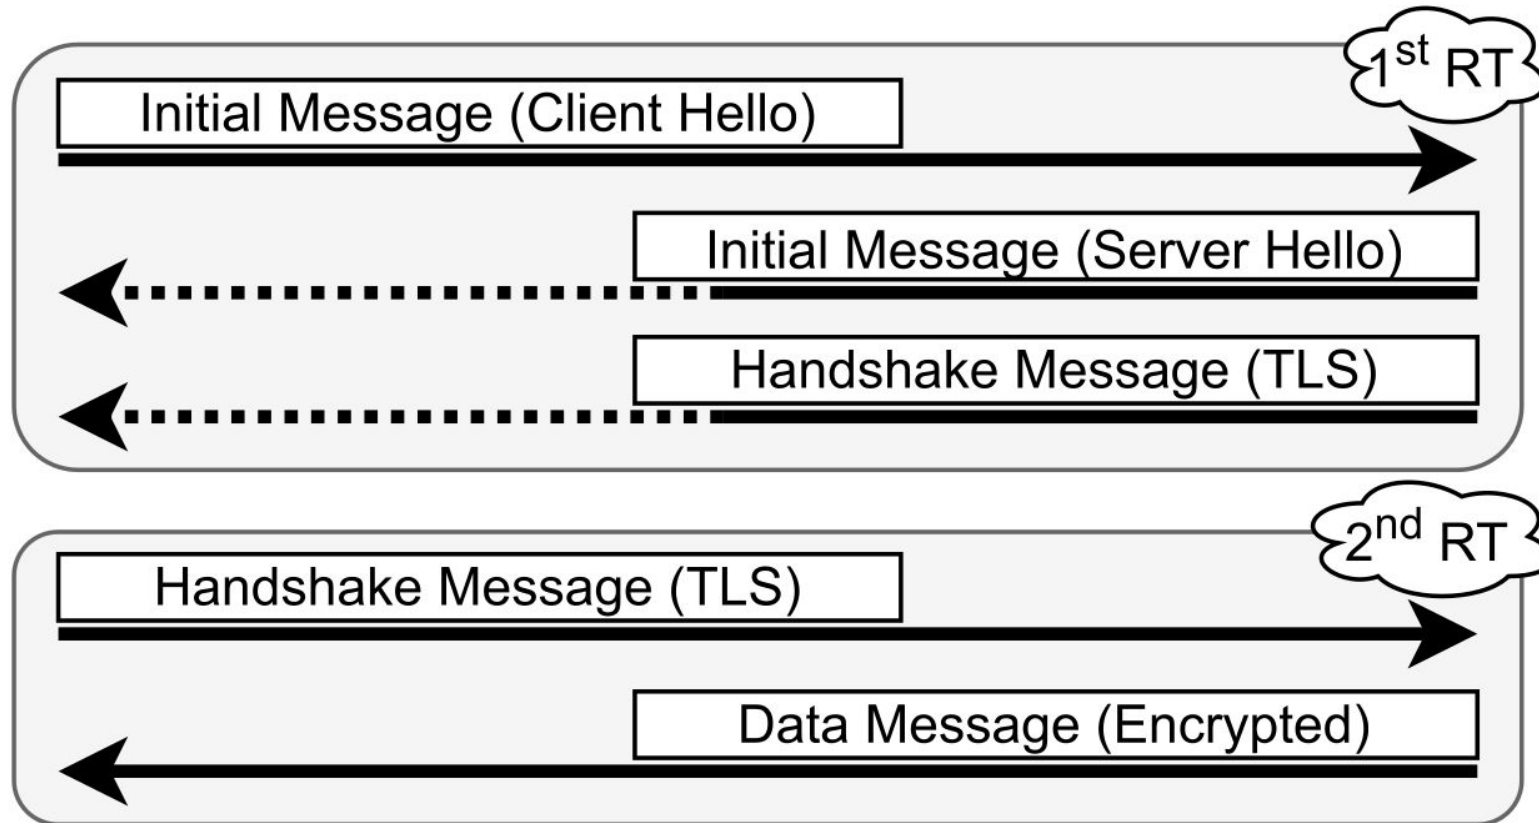 1st RT
Initial Message (Client Hello)
Initial Message (Server Hello)
Handshake Message (TLS)
2nd RT
Handshake Message (TLS)
Data Message (Encrypted)